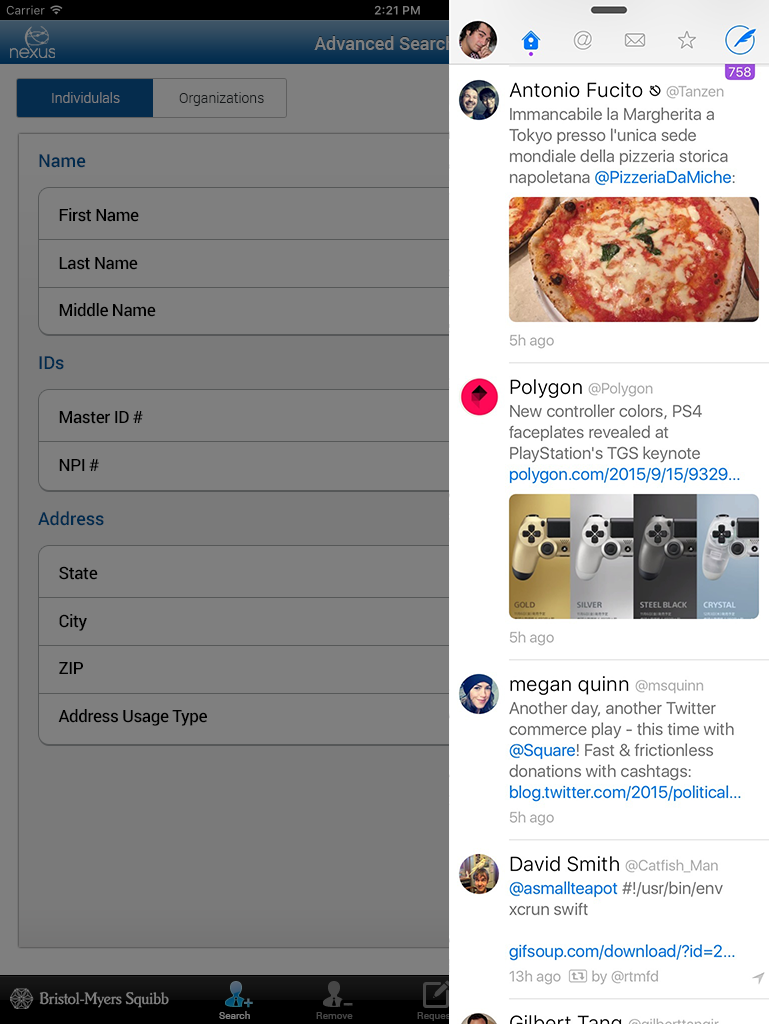 Carrier
2:21 PM
nexus
Advanced Searc
Individulals
Organizations
Name
First Name
Last Name
Middle Name
IDs
Master ID #
NPI #
Address
State
City
ZIP
Address Usage Type
Bristol-Myers Squibb
Search
Remove
Reque
758
Antonio Fucito @Tanzen
Immancabile la Margherita a
Tokyo presso l'unica sede
mondiale della pizzeria storica
napoletana @PizzeriaDaMiche:
5h ago
Polygon @Polygon
New controller colors, PS4
faceplates revealed at
PlayStation's TGS keynote
polygon.com/2015/9/15/9329...
GOLD
SILVER
STEEL BLACK
CRYSTAL
5h ago
megan quinn @msquinn
Another day, another Twitter
commerce play - this time with
@Square! Fast & frictionless
donations with cashtags:
blog.twitter.com/2015/political...
5h ago
David Smith @Catfish_Man
@asmallteapot #!/usr/bin/env
xcrun swift
gifsoup.com/download/?id=2...
13h ago by @rtmfd
Gilbert Tang